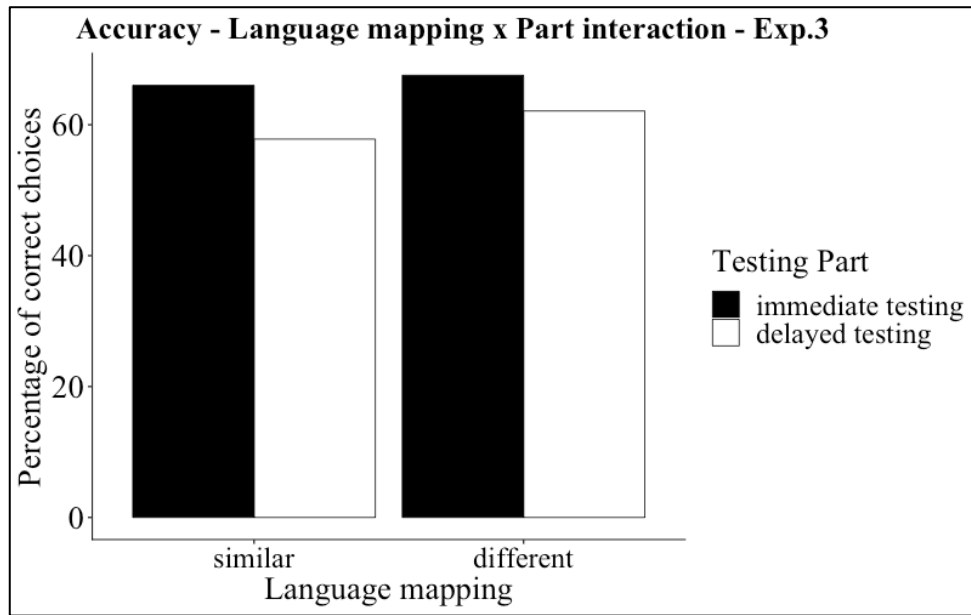 Accuracy - Language mapping x Part interaction - Exp.3
Percentage of correct choices
60
40
20
0
similar different
Language mapping
Testing Part
immediate testing
delayed testing